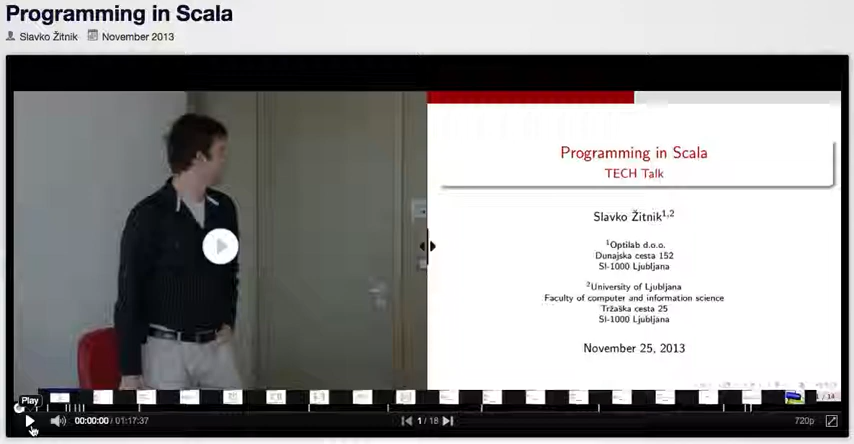 Programming in Scala
Slavko Žitnik November 2013
Programming in Scala
TECH Talk
Slavko Žitnik1,2
1Optilab d.o.o.
Dunajska cesta 152
SI-1000 Ljubljana
2University of Ljubljana
Faculty of computer and information science
Tržaška cesta 25
SI-1000 Ljubljana
November 25, 2013
1 / 14
Play
00:00:00 / 01:17:37
1 / 18
720p